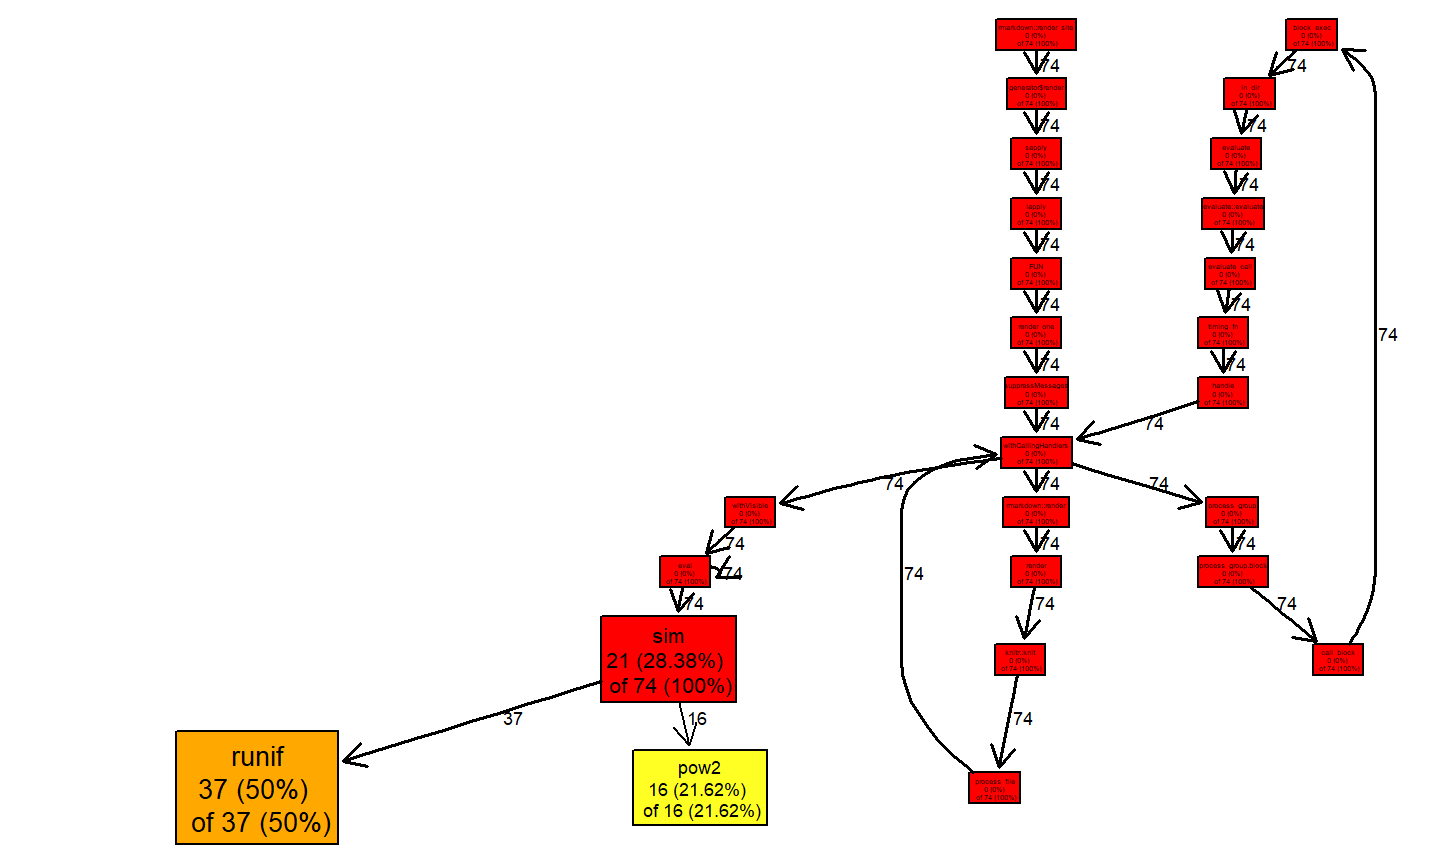 rmarkdown::render_site
0 (0%)
of 74 (100%)
74
generator$render
0 (0%)
of 74 (100%)
74
sapply
0 (0%)
of 74 (100%)
74
lapply
0 (0%)
of 74 (100%)
74
FUN
0 (0%)
of 74 (100%)
74
render_one
0 (0%)
of 74 (100%)
74
suppressMessages
0 (0%)
of 74 (100%)
74
withCallingHandlers
0 (0%)
of 74 (100%)
74
rmarkdown::render
0 (0%)
of 74 (100%)
74
render
0 (0%)
of 74 (100%)
74
knitr::knit
0 (0%)
of 74 (100%)
74
process_file
0 (0%)
of 74 (100%)
74
74
process_group
0 (0%)
of 74 (100%)
74
process_group.block
0 (0%)
of 74 (100%)
74
call_block
0 (0%)
of 74 (100%)
74
block_exec
0 (0%)
of 74 (100%)
74
in_dir
0 (0%)
of 74 (100%)
74
evaluate
0 (0%)
of 74 (100%)
74
evaluate::evaluate
0 (0%)
of 74 (100%)
74
evaluate_call
0 (0%)
of 74 (100%)
74
timing_fn
0 (0%)
of 74 (100%)
74
handle
0 (0%)
of 74 (100%)
74
74
withVisible
0 (0%)
of 74 (100%)
74
eval
0 (0%)
of 74 (100%)
74
74
sim
21 (28.38%)
of 74 (100%)
37
16
runif
37 (50%)
of 37 (50%)
pow2
16 (21.62%)
of 16 (21.62%)